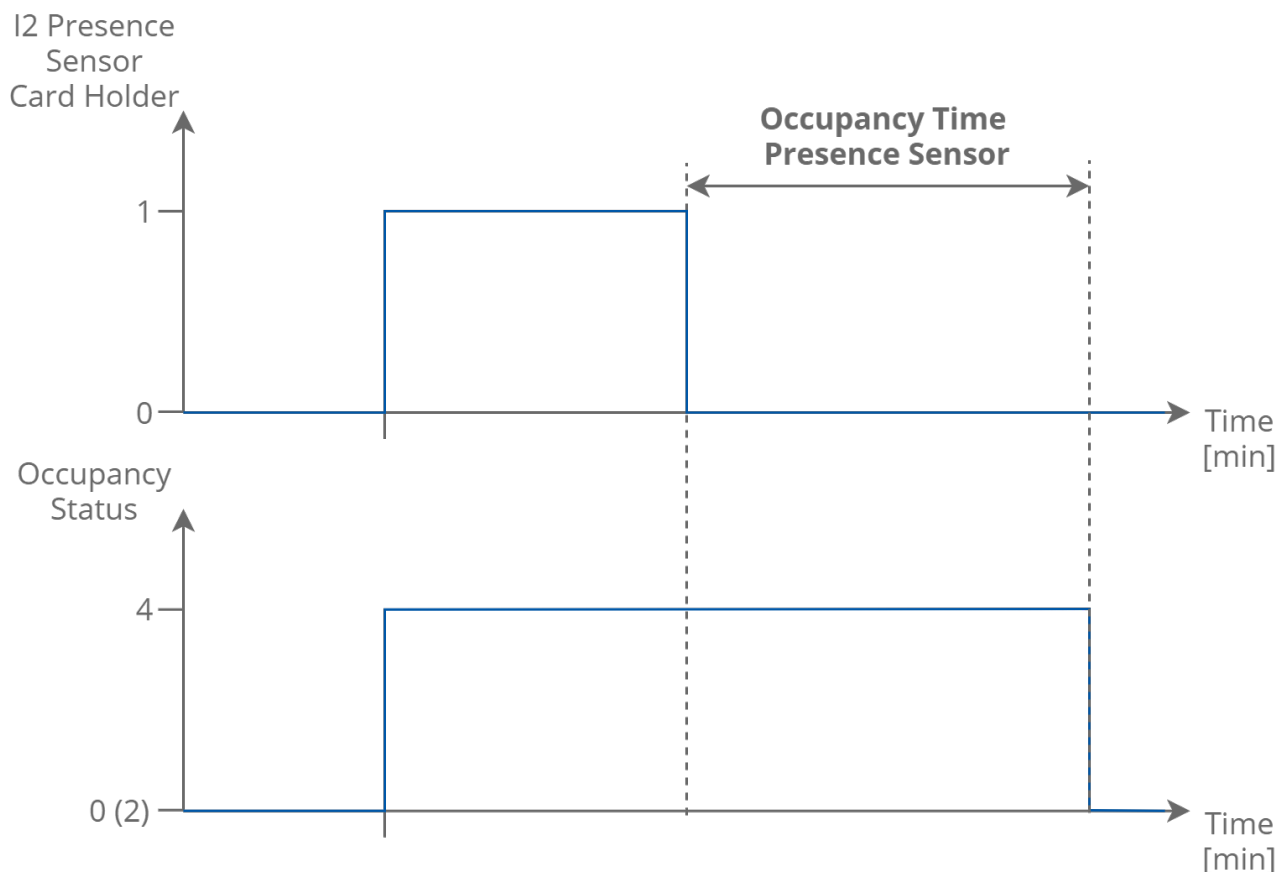 I2 Presence
Sensor
Card Holder
Occupancy Time
Presence Sensor
1
0
Time
[min]
Occupancy
Status
4
0 (2)
Time
[min]